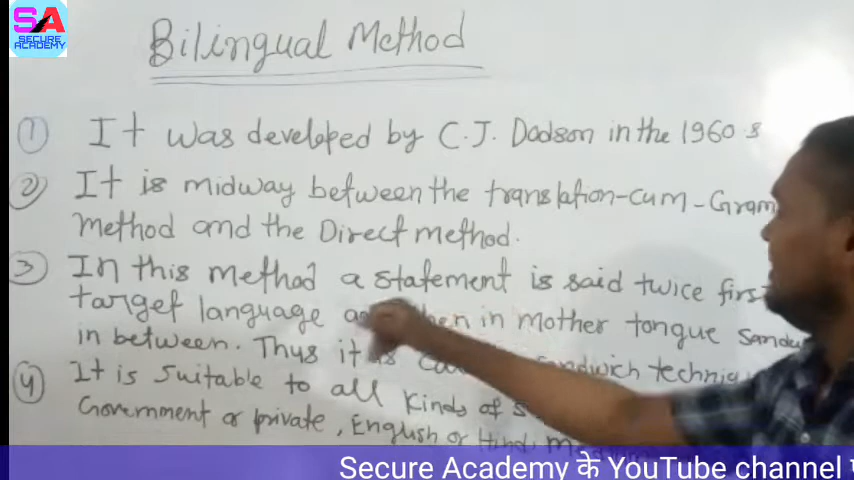 SA
SECURE
ACADEMY
Bilingual Method
① It was developed by C.J. Dodson in the 1960's
② It is midway between the translation-cum-Gram
Method and the Direct method.
③ In this method a statement is said twice first
target language then in mother tongue
in between. Thus it is sandwich
④ It is suitable to all kinds of
Government or private, English or Hindi
Secure Academy के YouTube channel